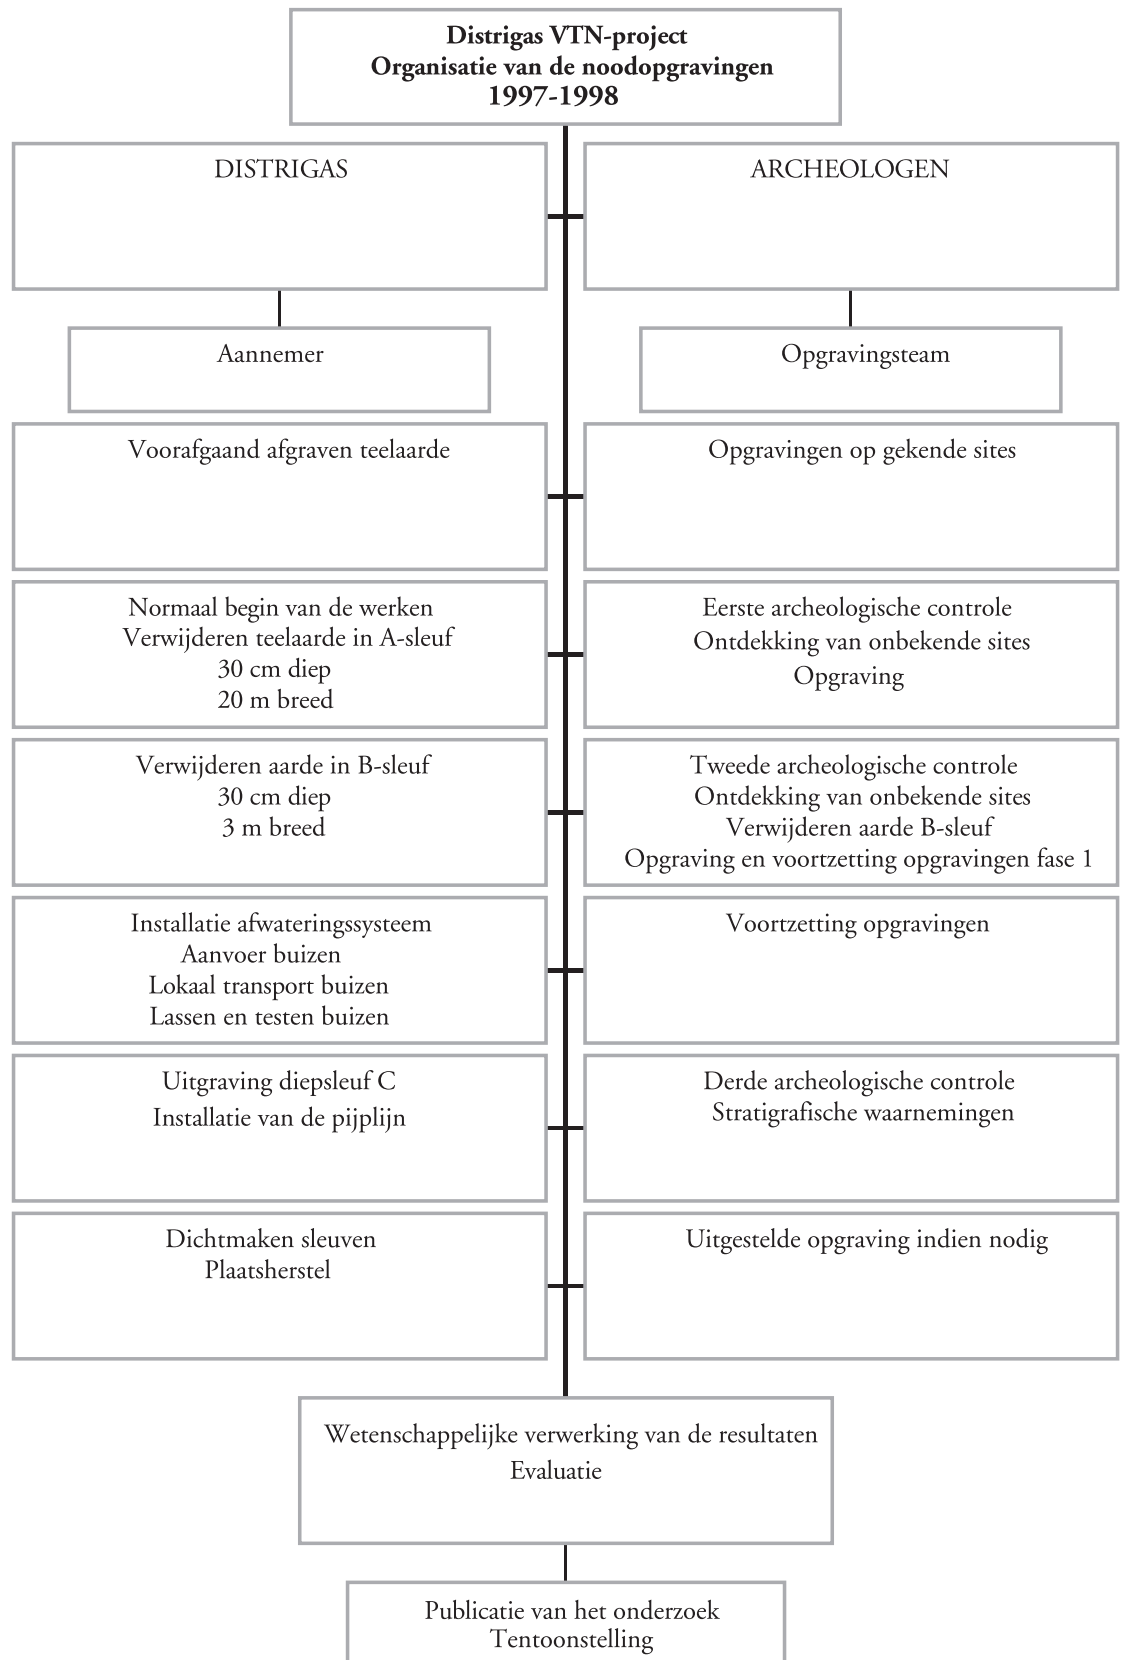 Distrigas VTN-project
Organisatie van de noodopgravingen
1997-1998
DISTRIGAS
ARCHEOLOGEN
Aannemer
Opgravingsteam
Voorafgaand afgraven teelaarde
Opgravingen op gekende sites
Normaal begin van de werken
Verwijderen teelaarde in A-sleuf
30 cm diep
20 m breed
Eerste archeologische controle
Ontdekking van onbekende sites
Opgraving
Verwijderen aarde in B-sleuf
30 cm diep
3 m breed
Tweede archeologische controle
Ontdekking van onbekende sites
Verwijderen aarde B-sleuf
Opgraving en voortzetting opgravingen fase 1
Installatie afwateringssysteem
Aanvoer buizen
Lokaal transport buizen
Lassen en testen buizen
Voortzetting opgravingen
Uitgraving diepsleuf C
Installatie van de pijplijn
Derde archeologische controle
Stratigrafische waarnemingen
Dichtmaken sleuven
Plaatsherstel
Uitgestelde opgraving indien nodig
Wetenschappelijke verwerking van de resultaten
Evaluatie
Publicatie van het onderzoek
Tentoonstelling